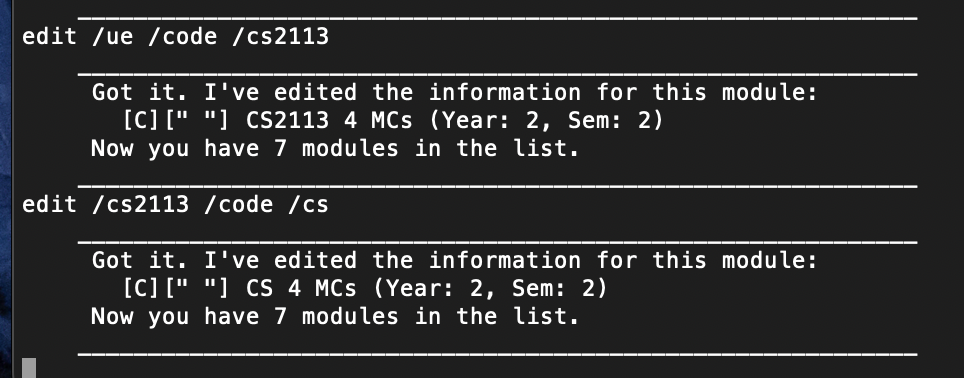 edit /ue /code /cs2113
Got it. I've edited the information for this module:
[C][" "] CS2113 4 MCs (Year: 2, Sem: 2)
Now you have 7 modules in the list.
edit /cs2113 /code /cs
Got it. I've edited the information for this module:
[C][" "] CS 4 MCs (Year: 2, Sem: 2)
Now you have 7 modules in the list.